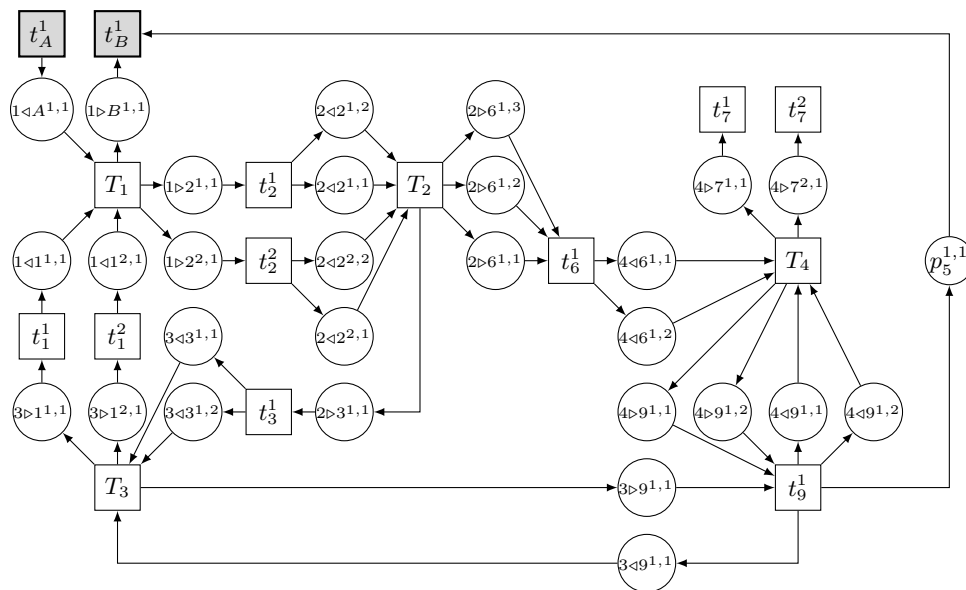 t_A^1 t_B^1
1◁A^{1,1} 1▷B^{1,1} 2◁2^{1,2} 2▷6^{1,3} t_7^1 t_7^2
T_1 1▷2^{1,1} t_2^1 2◁2^{1,1} T_2 2▷6^{1,2} 4▷7^{1,1} 4▷7^{2,1}
1◁1^{1,1} 1◁1^{2,1} 1▷2^{2,1} t_2^2 2◁2^{2,2} 2▷6^{1,1} t_6^1 4◁6^{1,1} T_4 p_5^{1,1}
t_1^1 t_1^2 3◁3^{1,1} 2◁2^{2,1} 4◁6^{1,2}
3▷1^{1,1} 3▷1^{2,1} 3◁3^{1,2} t_3^1 2▷3^{1,1} 4▷9^{1,1} 4▷9^{1,2} 4◁9^{1,1} 4◁9^{1,2}
T_3 3▷9^{1,1} t_9^1
3◁9^{1,1}